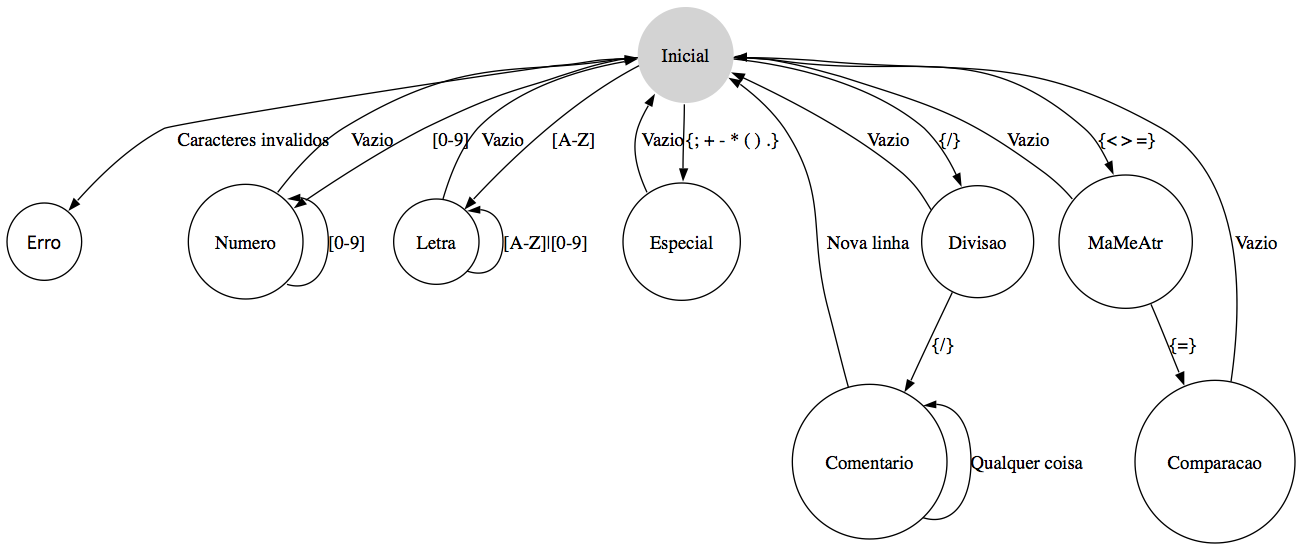 Inicial
Caracteres invalidos
Vazio
[0-9]
Vazio
[A-Z]
Vazio
{; + - * ( ) .}
Vazio
{/}
Vazio
{< > =}
Erro
Numero
[0-9]
Letra
[A-Z]|[0-9]
Especial
Nova linha
Divisao
MaMeAtr
Vazio
{/}
{=}
Comentario
Qualquer coisa
Comparacao